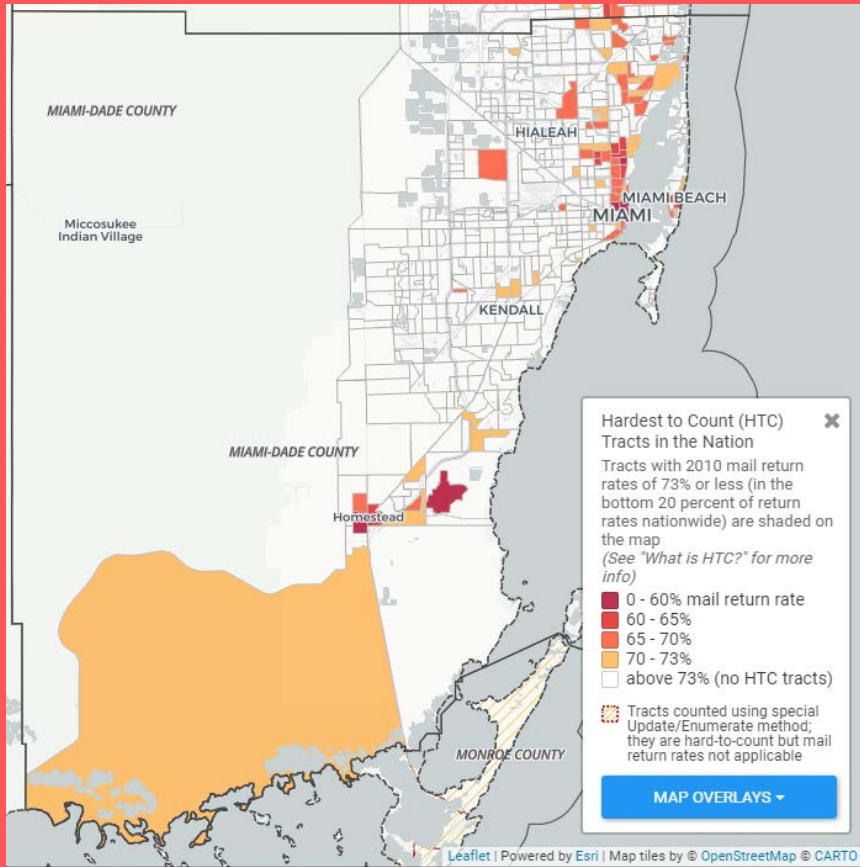 MIAMI-DADE COUNTY
HIALEAH
Miccosukee
Indian Village
MIAMI BEACH
MIAMI
KENDALL
MIAMI-DADE COUNTY
Homestead
MONROE COUNTY
Hardest to Count (HTC)
Tracts in the Nation
Tracts with 2010 mail return
rates of 73% or less (in the
bottom 20 percent of return
rates nationwide) are shaded on
the map
(See "What is HTC?" for more
info)
0 - 60% mail return rate
60 - 65%
65 - 70%
70 - 73%
above 73% (no HTC tracts)
Tracts counted using special
Update/Enumerate method;
they are hard-to-count but mail
return rates not applicable
MAP OVERLAYS
Leaflet | Powered by Esri | Map tiles by © OpenStreetMap © CARTO